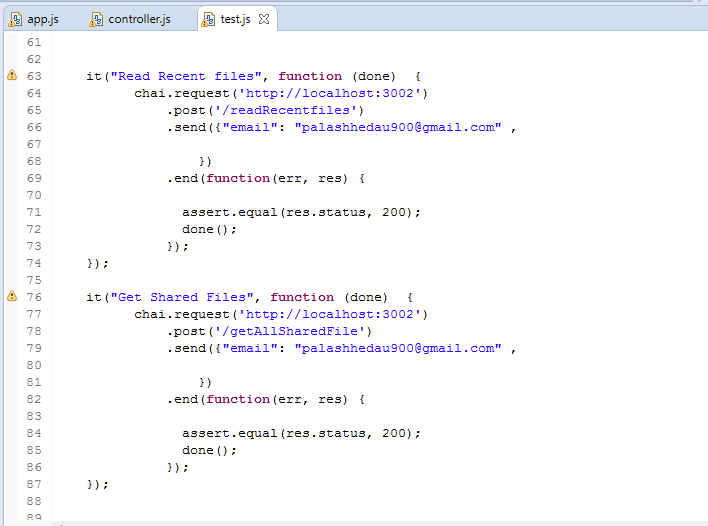 app.js controller.js test.js
61
62
63 it("Read Recent files", function (done) {
64 chai.request('http://localhost:3002')
65 .post('/readRecentfiles')
66 .send({"email": "palashhedau900@gmail.com" ,
67
68 })
69 .end(function(err, res) {
70
71 assert.equal(res.status, 200);
72 done();
73 });
74 });
75
76 it("Get Shared Files", function (done) {
77 chai.request('http://localhost:3002')
78 .post('/getAllSharedFile')
79 .send({"email": "palashhedau900@gmail.com" ,
80
81 })
82 .end(function(err, res) {
83
84 assert.equal(res.status, 200);
85 done();
86 });
87 });
88
89